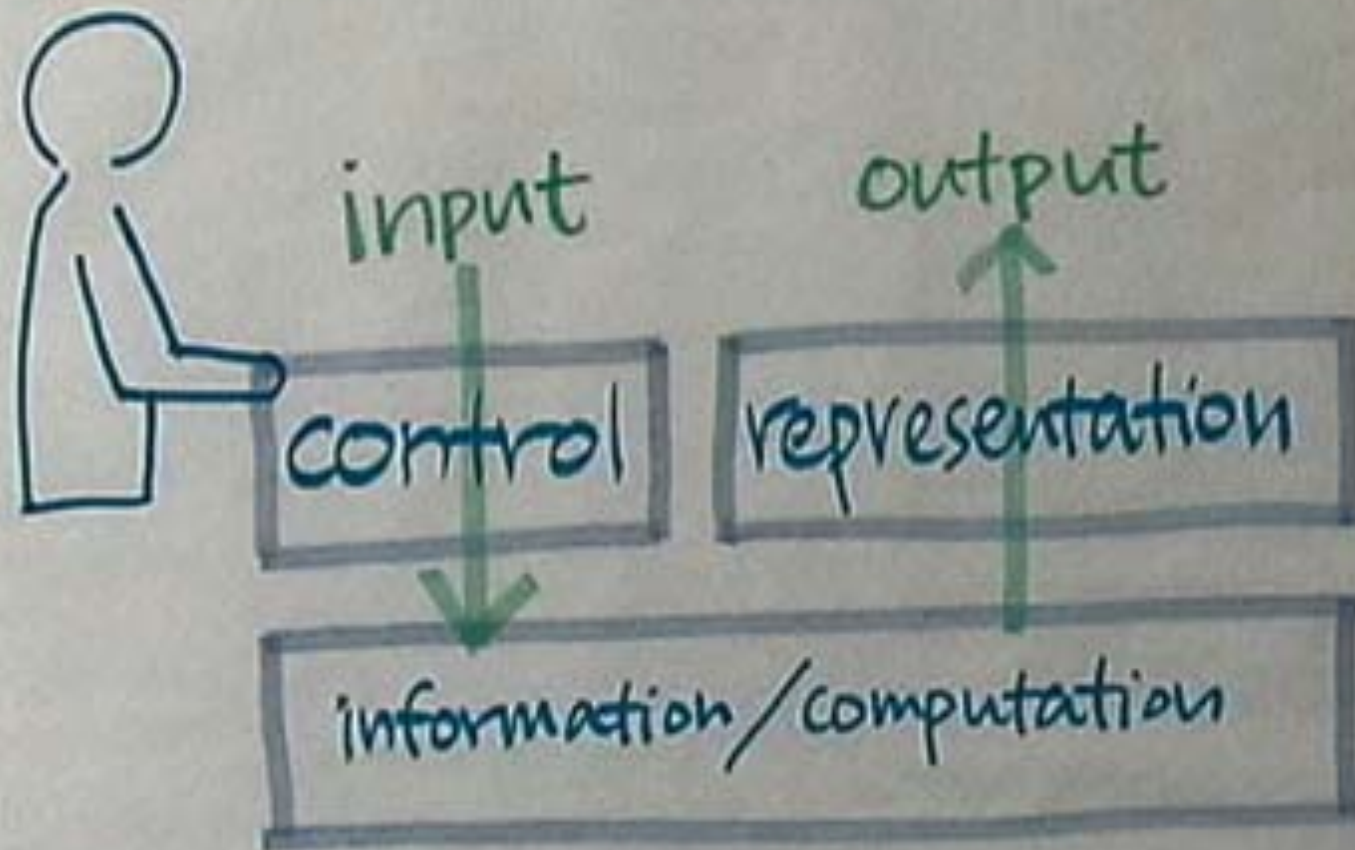 input
output
control
representation
information/computation